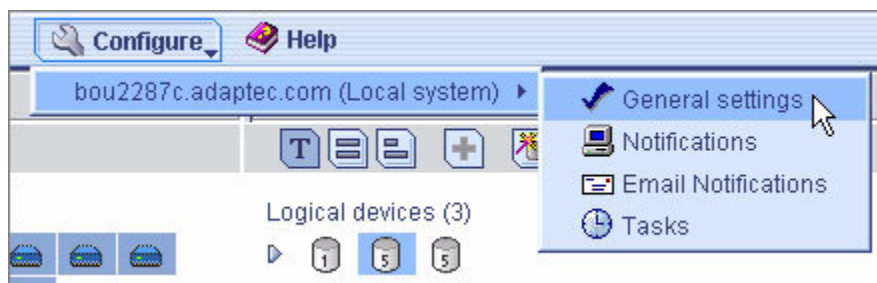 Configure Help
bou2287c.adaptec.com (Local system)
General settings
Notifications
T
Email Notifications
Logical devices (3)
Tasks
1 5 5